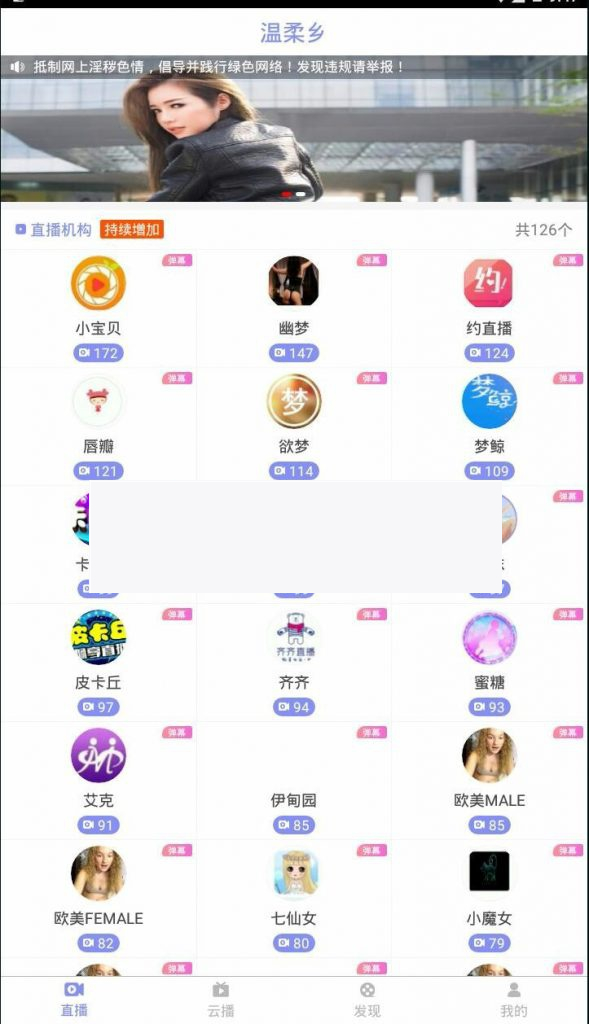 温柔乡
抵制网上淫秽色情，倡导并践行绿色网络！发现违规请举报！
直播机构 持续增加 共126个
弹幕 弹幕 弹幕
约!
小宝贝 幽梦 约直播
172 147 124
弹幕 弹幕 弹幕
梦 梦鲸
唇瓣 欲梦 梦鲸
121 114 109
弹幕
弹幕 弹幕 弹幕
皮卡丘
齐齐直播
皮卡丘 齐齐 蜜糖
97 94 93
弹幕 弹幕 弹幕
艾克 伊甸园 欧美MALE
91 85 85
弹幕 弹幕 弹幕
欧美FEMALE 七仙女 小魔女
82 80 79
弹幕 弹幕 弹幕
直播 云播 发现 我的